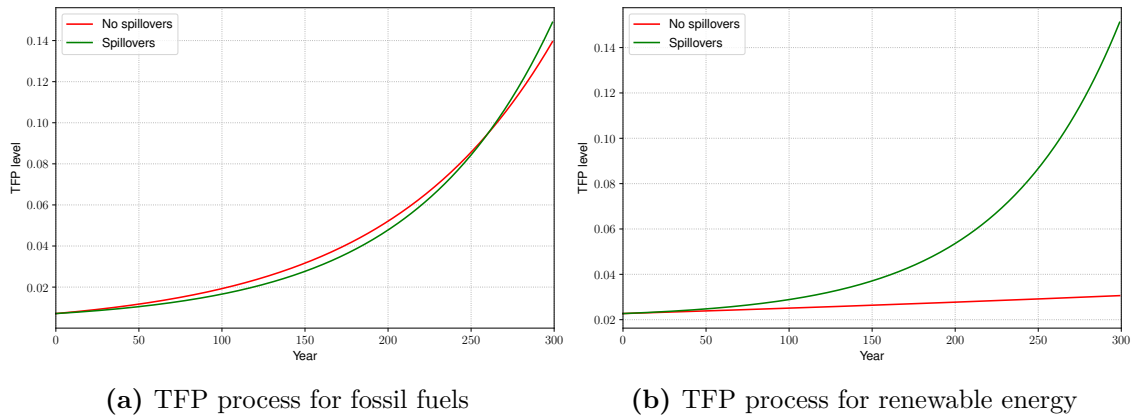 No spillovers
Spillovers
0.14
0.12
0.10
0.08
0.06
0.04
0.02
TFP level
0 50 100 150 200 250 300
Year
(a) TFP process for fossil fuels
No spillovers
Spillovers
0.14
0.12
0.10
0.08
0.06
0.04
0.02
TFP level
0 50 100 150 200 250 300
Year
(b) TFP process for renewable energy